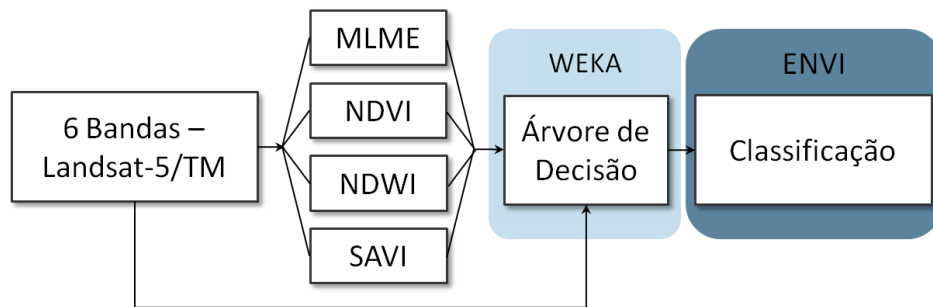 6 Bandas –
Landsat-5/TM
MLME
NDVI
NDWI
SAVI
WEKA
Árvore de
Decisão
ENVI
Classificação